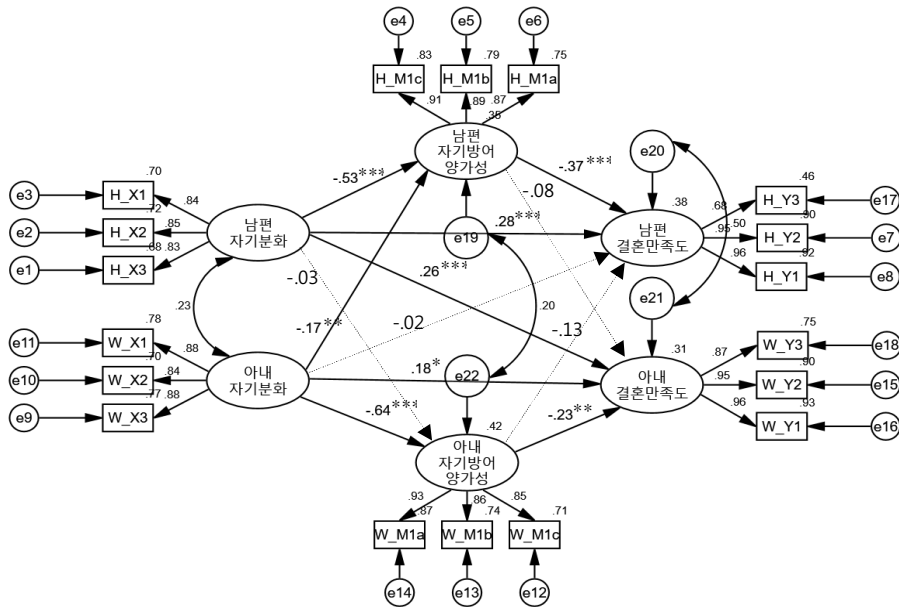 e4
e5
e6
.83
.79
.75
H_M1c
H_M1b
H_M1a
.91
.89
.87
.35
남편
자기방어
양가성
e20
.70
e3
H_X1
.84
-.53***
-.37***
-.08
.46
.72
e2
H_X2
.85
남편
자기분화
.28***
e19
.38
남편
결혼만족도
.68
H_Y3
e17
.50
.90
.95
H_Y2
e7
.68
.83
e1
H_X3
.92
.96
H_Y1
e8
-.03
.26***
e21
.23
-.17**
-.02
.20
-.13
.78
e11
W_X1
.88
.31
.75
.87
W_Y3
e18
.70
e10
W_X2
.84
아내
자기분화
.18*
e22
아내
결혼만족도
.90
.95
W_Y2
e15
.77
.88
e9
W_X3
-.64***
-.23**
.93
.96
W_Y1
e16
.42
아내
자기방어
양가성
.93
.86
.85
.87
.74
.71
W_M1a
W_M1b
W_M1c
e14
e13
e12